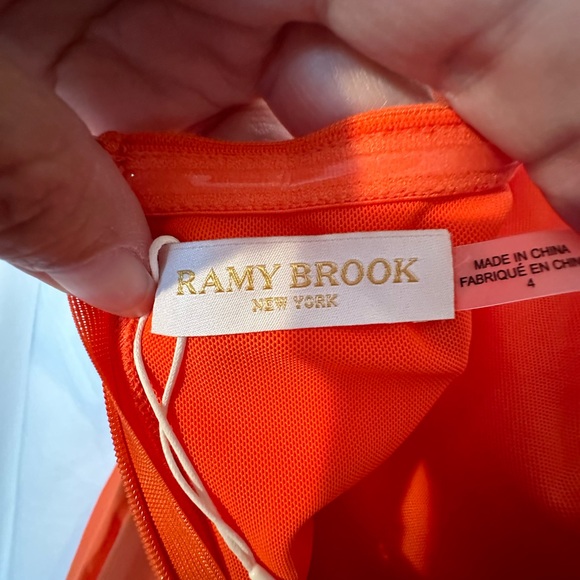 RAMY BROOK
NEW YORK
MADE IN CHINA
FABRIQUÉ EN CHIN
4